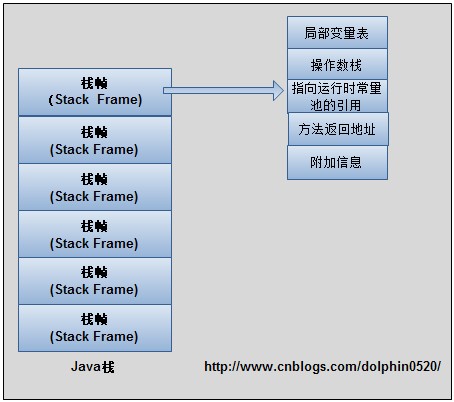 栈帧
(Stack Frame)
栈帧
(Stack Frame)
栈帧
(Stack Frame)
栈帧
(Stack Frame)
栈帧
(Stack Frame)
栈帧
(Stack Frame)
Java栈
局部变量表
操作数栈
指向运行时常量
池的引用
方法返回地址
附加信息
http://www.cnblogs.com/dolphin0520/